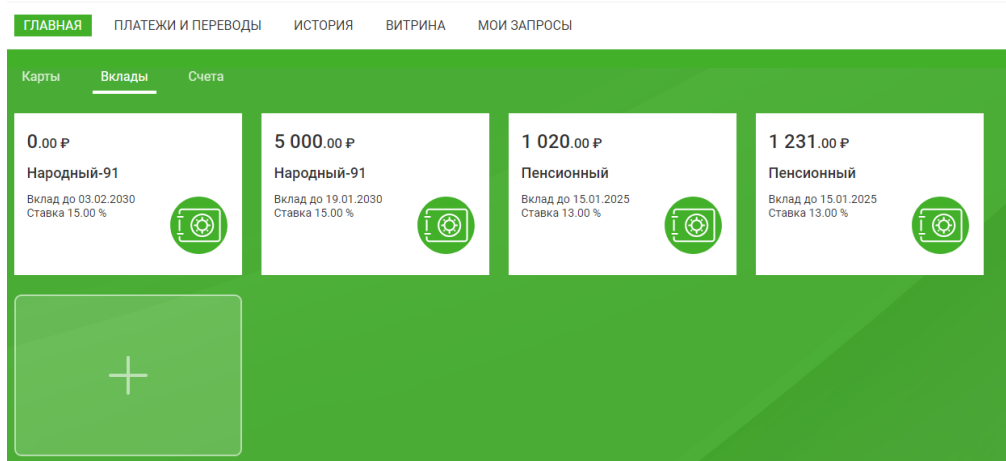 ГЛАВНАЯ ПЛАТЕЖИ И ПЕРЕВОДЫ ИСТОРИЯ ВИТРИНА МОИ ЗАПРОСЫ
Карты Вклады Счета
0.00 ₽
Народный-91
Вклад до 03.02.2030
Ставка 15.00 %
5 000.00 ₽
Народный-91
Вклад до 19.01.2030
Ставка 15.00 %
1 020.00 ₽
Пенсионный
Вклад до 15.01.2025
Ставка 13.00 %
1 231.00 ₽
Пенсионный
Вклад до 15.01.2025
Ставка 13.00 %